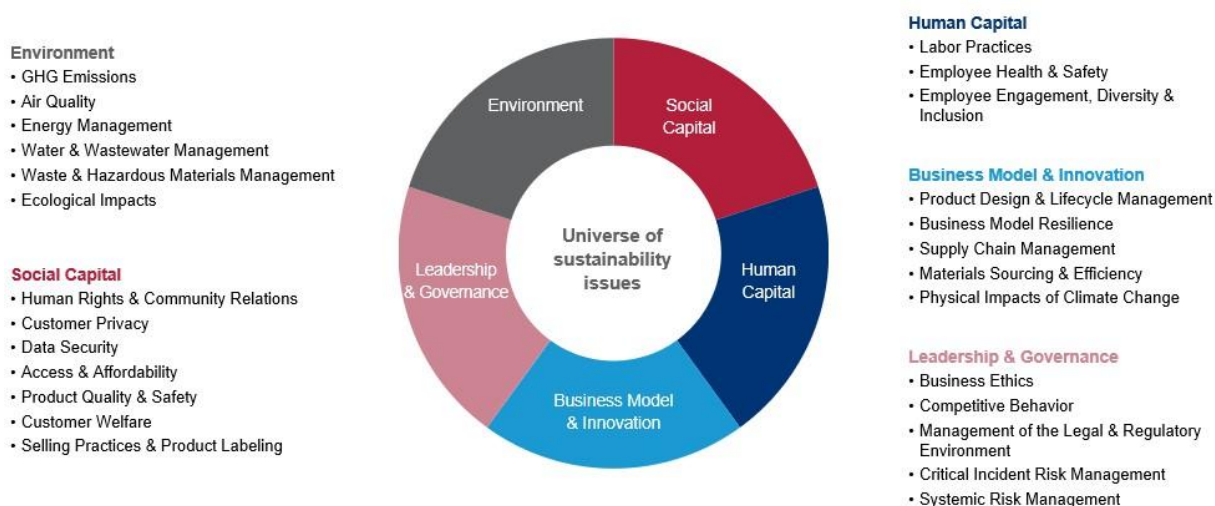 Environment
• GHG Emissions
• Air Quality
• Energy Management
• Water & Wastewater Management
• Waste & Hazardous Materials Management
• Ecological Impacts
Social Capital
• Human Rights & Community Relations
• Customer Privacy
• Data Security
• Access & Affordability
• Product Quality & Safety
• Customer Welfare
• Selling Practices & Product Labeling
Environment
Social
Capital
Universe of
sustainability
issues
Leadership
& Governance
Human
Capital
Business Model
& Innovation
Human Capital
• Labor Practices
• Employee Health & Safety
• Employee Engagement, Diversity &
Inclusion
Business Model & Innovation
• Product Design & Lifecycle Management
• Business Model Resilience
• Supply Chain Management
• Materials Sourcing & Efficiency
• Physical Impacts of Climate Change
Leadership & Governance
• Business Ethics
• Competitive Behavior
• Management of the Legal & Regulatory
Environment
• Critical Incident Risk Management
• Systemic Risk Management